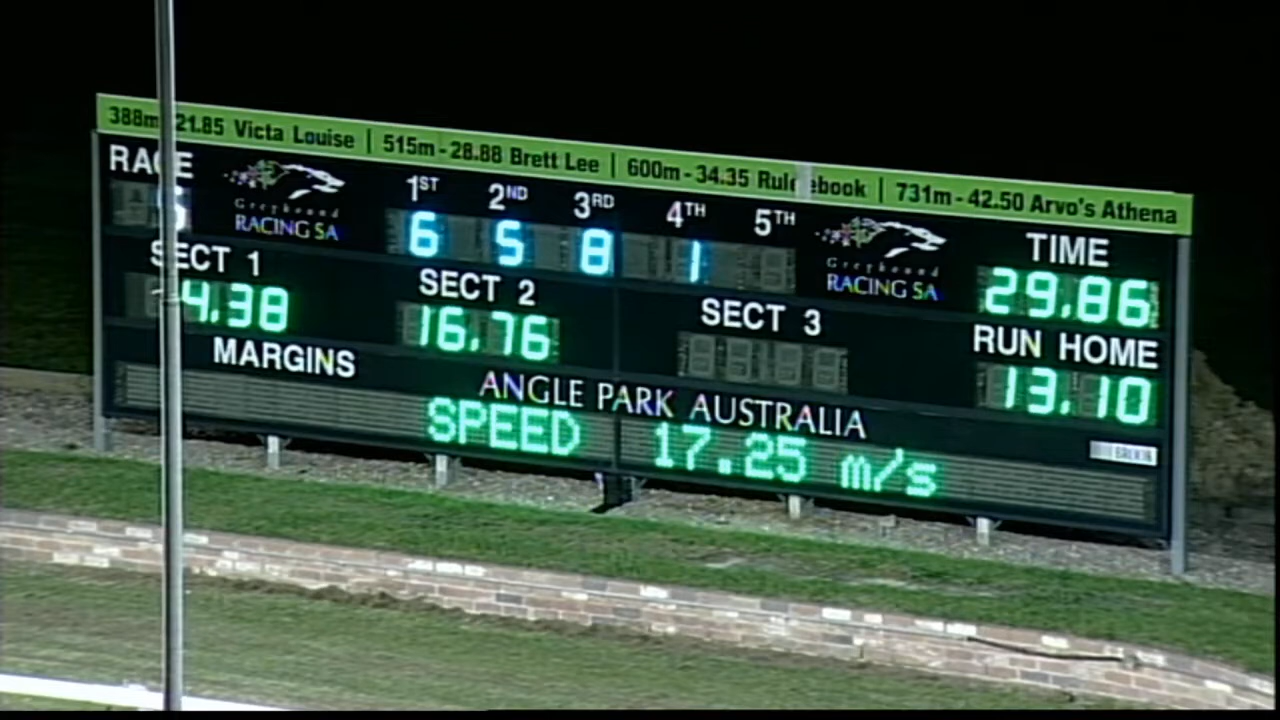 388m - 21.85 Victa Louise | 515m - 28.88 Brett Lee | 600m - 34.35 Rulebook | 731m - 42.50 Arvo's Athena
RACE
Greyhound
RACING SA
1ST 2ND 3RD 4TH 5TH
6 5 8 1
Greyhound
RACING SA
TIME
29.86
SECT 1
4.38
SECT 2
16.76
SECT 3
RUN HOME
13.10
MARGINS
ANGLE PARK AUSTRALIA
SPEED 17.25 m/s